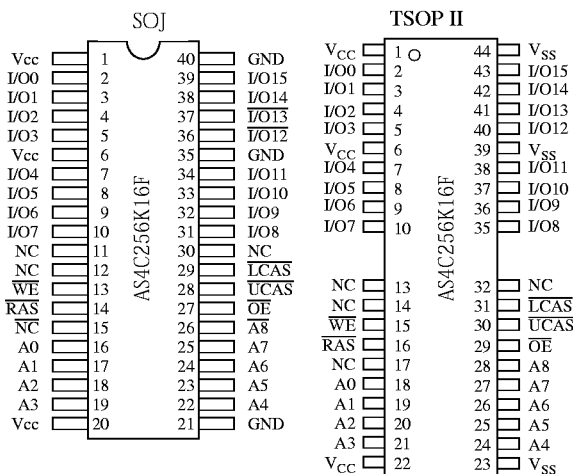 SOJ
Vcc 1 40 GND
I/O0 2 39 I/O15
I/O1 3 38 I/O14
I/O2 4 37 I/O13
I/O3 5 36 I/O12
Vcc 6 35 GND
I/O4 7 34 I/O11
I/O5 8 33 I/O10
I/O6 9 32 I/O9
I/O7 10 31 I/O8
NC 11 30 NC
NC 12 29 LCAS
WE 13 28 UCAS
RAS 14 27 OE
NC 15 26 A8
A0 16 25 A7
A1 17 24 A6
A2 18 23 A5
A3 19 22 A4
Vcc 20 21 GND
AS4C256K16F
TSOP II
VCC 1 44 VSS
I/O0 2 43 I/O15
I/O1 3 42 I/O14
I/O2 4 41 I/O13
I/O3 5 40 I/O12
VCC 6 39 VSS
I/O4 7 38 I/O11
I/O5 8 37 I/O10
I/O6 9 36 I/O9
I/O7 10 35 I/O8
NC 13 32 NC
NC 14 31 LCAS
WE 15 30 UCAS
RAS 16 29 OE
NC 17 28 A8
A0 18 27 A7
A1 19 26 A6
A2 20 25 A5
A3 21 24 A4
VCC 22 23 VSS
AS4C256K16F